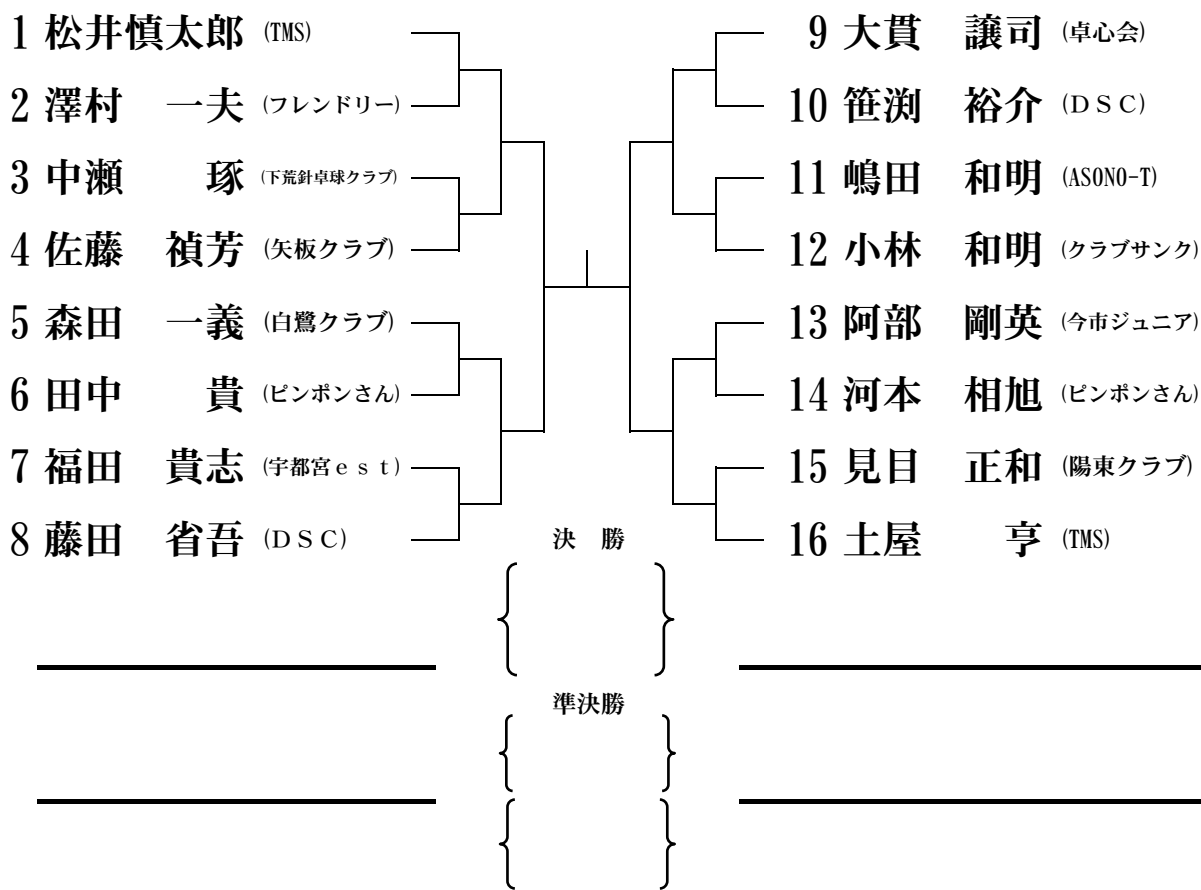 1 松井慎太郎 (TMS)
2 澤村 一夫 (フレンドリー)
3 中瀬 琢 (下荒針卓球クラブ)
4 佐藤 禎芳 (矢板クラブ)
5 森田 一義 (白鷺クラブ)
6 田中 貴 (ピンポンさん)
7 福田 貴志 (宇都宮ｅｓｔ)
8 藤田 省吾 (ＤＳＣ)
9 大貫 譲司 (卓心会)
10 笹渕 裕介 (ＤＳＣ)
11 嶋田 和明 (ASONO-T)
12 小林 和明 (クラブサンク)
13 阿部 剛英 (今市ジュニア)
14 河本 相旭 (ピンポンさん)
15 見目 正和 (陽東クラブ)
16 土屋 亨 (TMS)
決 勝
準決勝